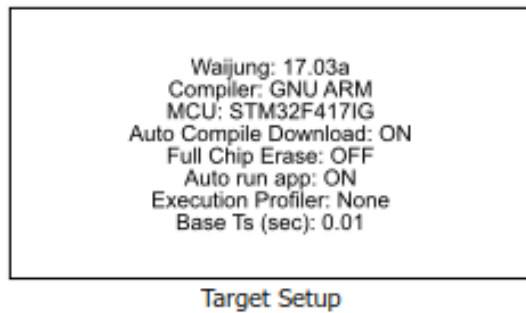 Waijung: 17.03a
Compiler: GNU ARM
MCU: STM32F417IG
Auto Compile Download: ON
Full Chip Erase: OFF
Auto run app: ON
Execution Profiler: None
Base Ts (sec): 0.01
Target Setup